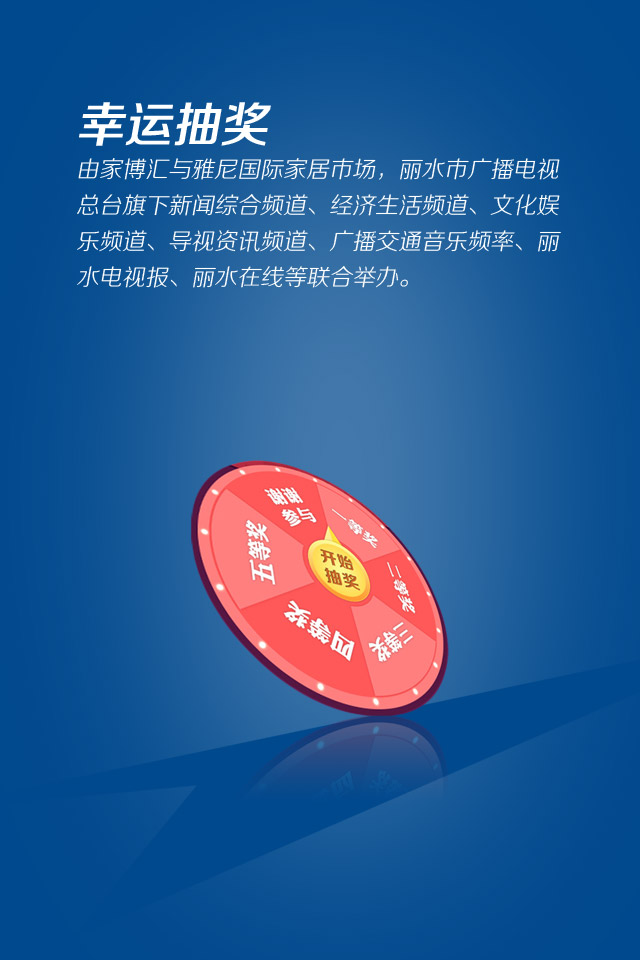 幸运抽奖
由家博汇与雅尼国际家居市场，丽水市广播电视
总台旗下新闻综合频道、经济生活频道、文化娱
乐频道、导视资讯频道、广播交通音乐频率、丽
水电视报、丽水在线等联合举办。
谢谢
参与
一等奖
二等奖
三等奖
四等奖
五等奖
开始
抽奖